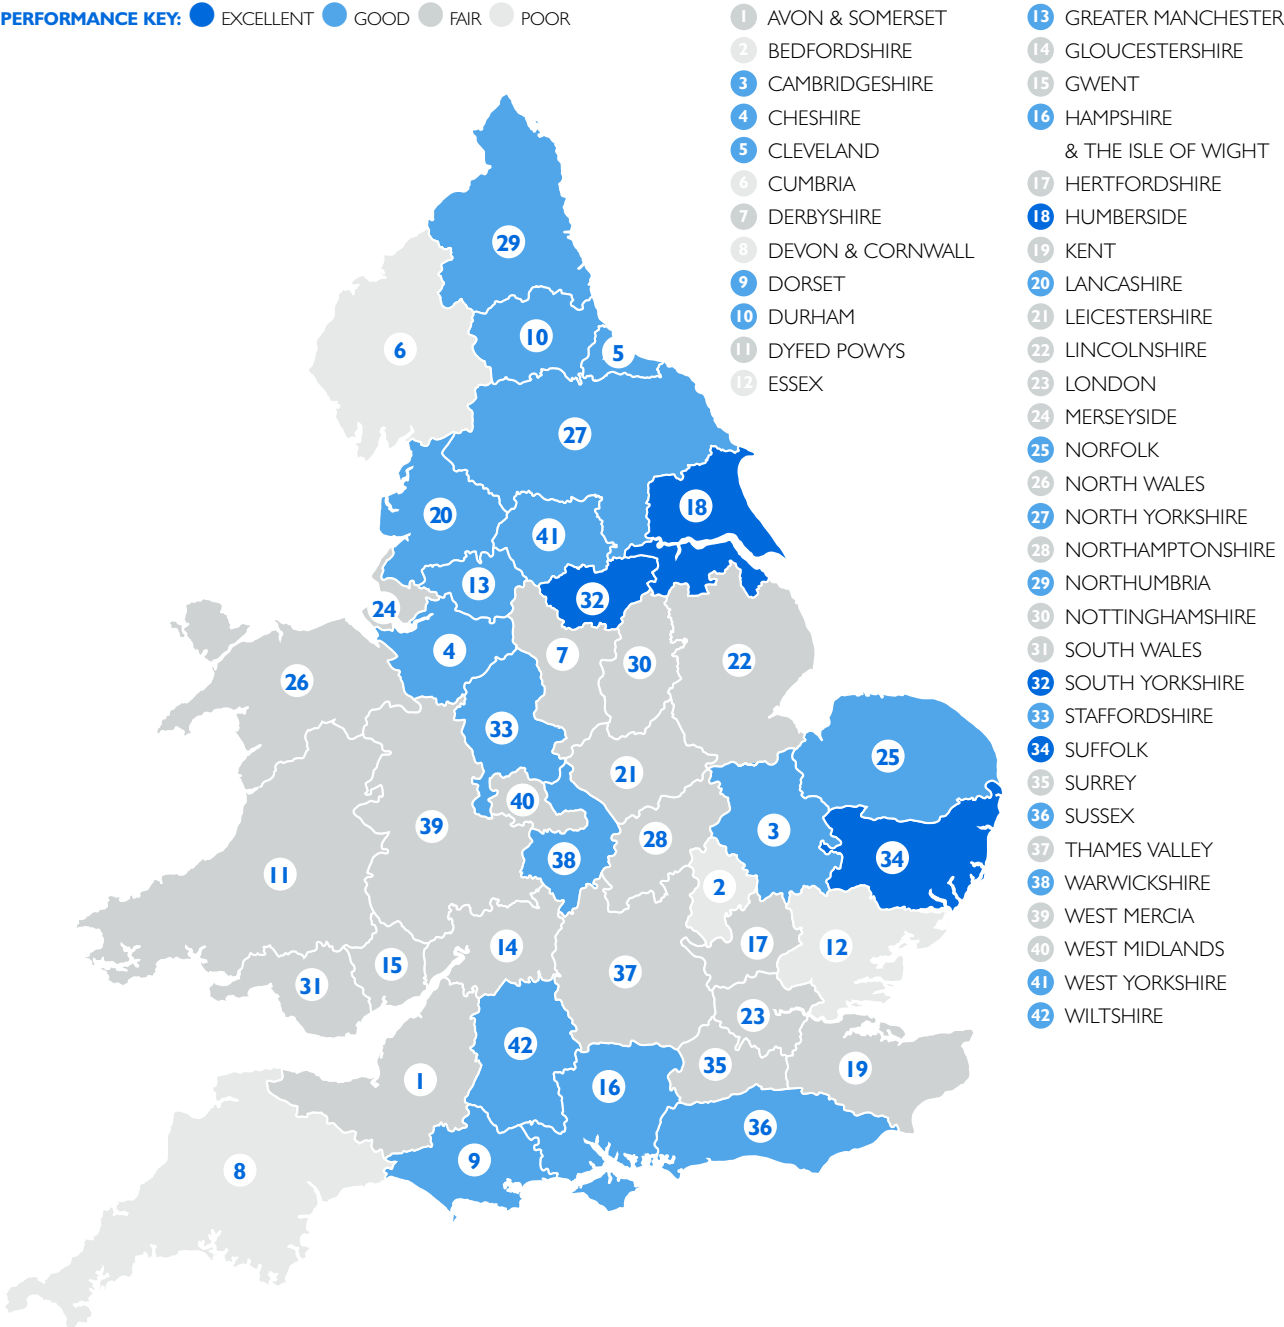 PERFORMANCE KEY: EXCELLENT GOOD FAIR POOR
1 AVON & SOMERSET
2 BEDFORDSHIRE
3 CAMBRIDGESHIRE
4 CHESHIRE
5 CLEVELAND
6 CUMBRIA
7 DERBYSHIRE
8 DEVON & CORNWALL
9 DORSET
10 DURHAM
11 DYFED POWYS
12 ESSEX
13 GREATER MANCHESTER
14 GLOUCESTERSHIRE
15 GWENT
16 HAMPSHIRE
& THE ISLE OF WIGHT
17 HERTFORDSHIRE
18 HUMBERSIDE
19 KENT
20 LANCASHIRE
21 LEICESTERSHIRE
22 LINCOLNSHIRE
23 LONDON
24 MERSEYSIDE
25 NORFOLK
26 NORTH WALES
27 NORTH YORKSHIRE
28 NORTHAMPTONSHIRE
29 NORTHUMBRIA
30 NOTTINGHAMSHIRE
31 SOUTH WALES
32 SOUTH YORKSHIRE
33 STAFFORDSHIRE
34 SUFFOLK
35 SURREY
36 SUSSEX
37 THAMES VALLEY
38 WARWICKSHIRE
39 WEST MERCIA
40 WEST MIDLANDS
41 WEST YORKSHIRE
42 WILTSHIRE
29
10
6
5
27
18
20
41
13
32
24
4
7
30
22
26
33
25
21
40
39
3
28
34
38
11
2
14
17
12
15
37
31
23
42
35
19
1
16
36
9
8